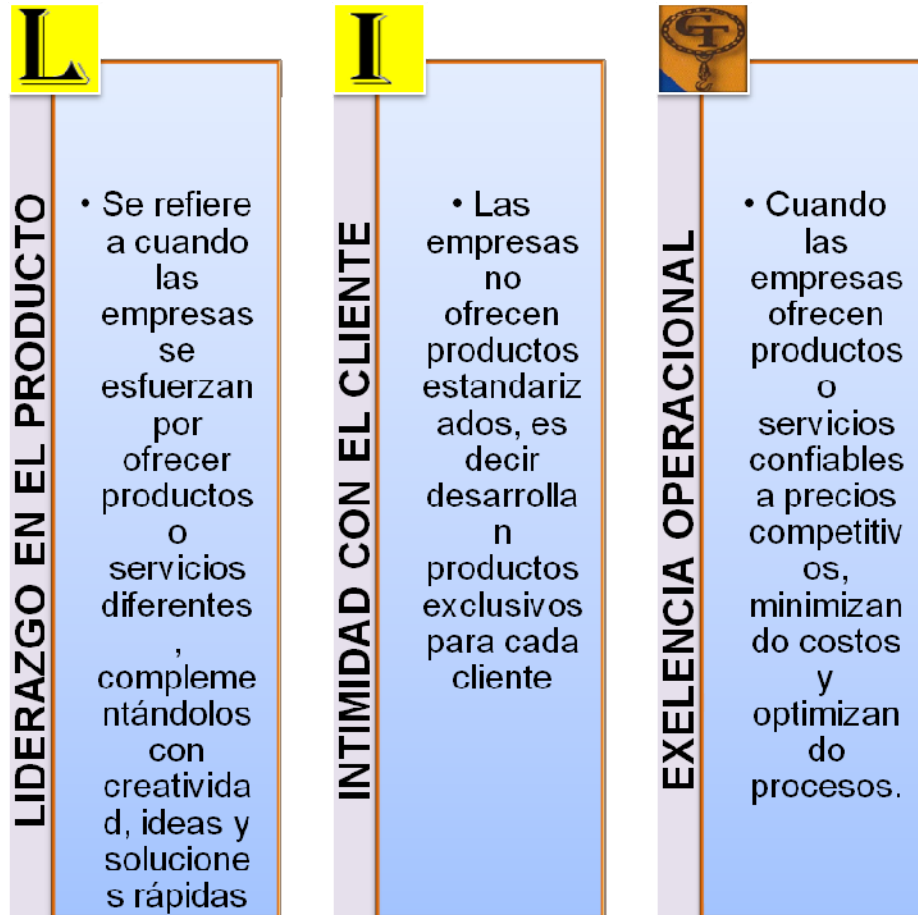 L
LIDERAZGO EN EL PRODUCTO
• Se refiere
a cuando
las
empresas
se
esfuerzan
por
ofrecer
productos
o
servicios
diferentes
,
compleme
ntándolos
con
creativida
d, ideas y
solucione
s rápidas
I
INTIMIDAD CON EL CLIENTE
• Las
empresas
no
ofrecen
productos
estandariz
ados, es
decir
desarrolla
n
productos
exclusivos
para cada
cliente
GT
EXELENCIA OPERACIONAL
• Cuando
las
empresas
ofrecen
productos
o
servicios
confiables
a precios
competitiv
os,
minimizan
do costos
y
optimizan
do
procesos.